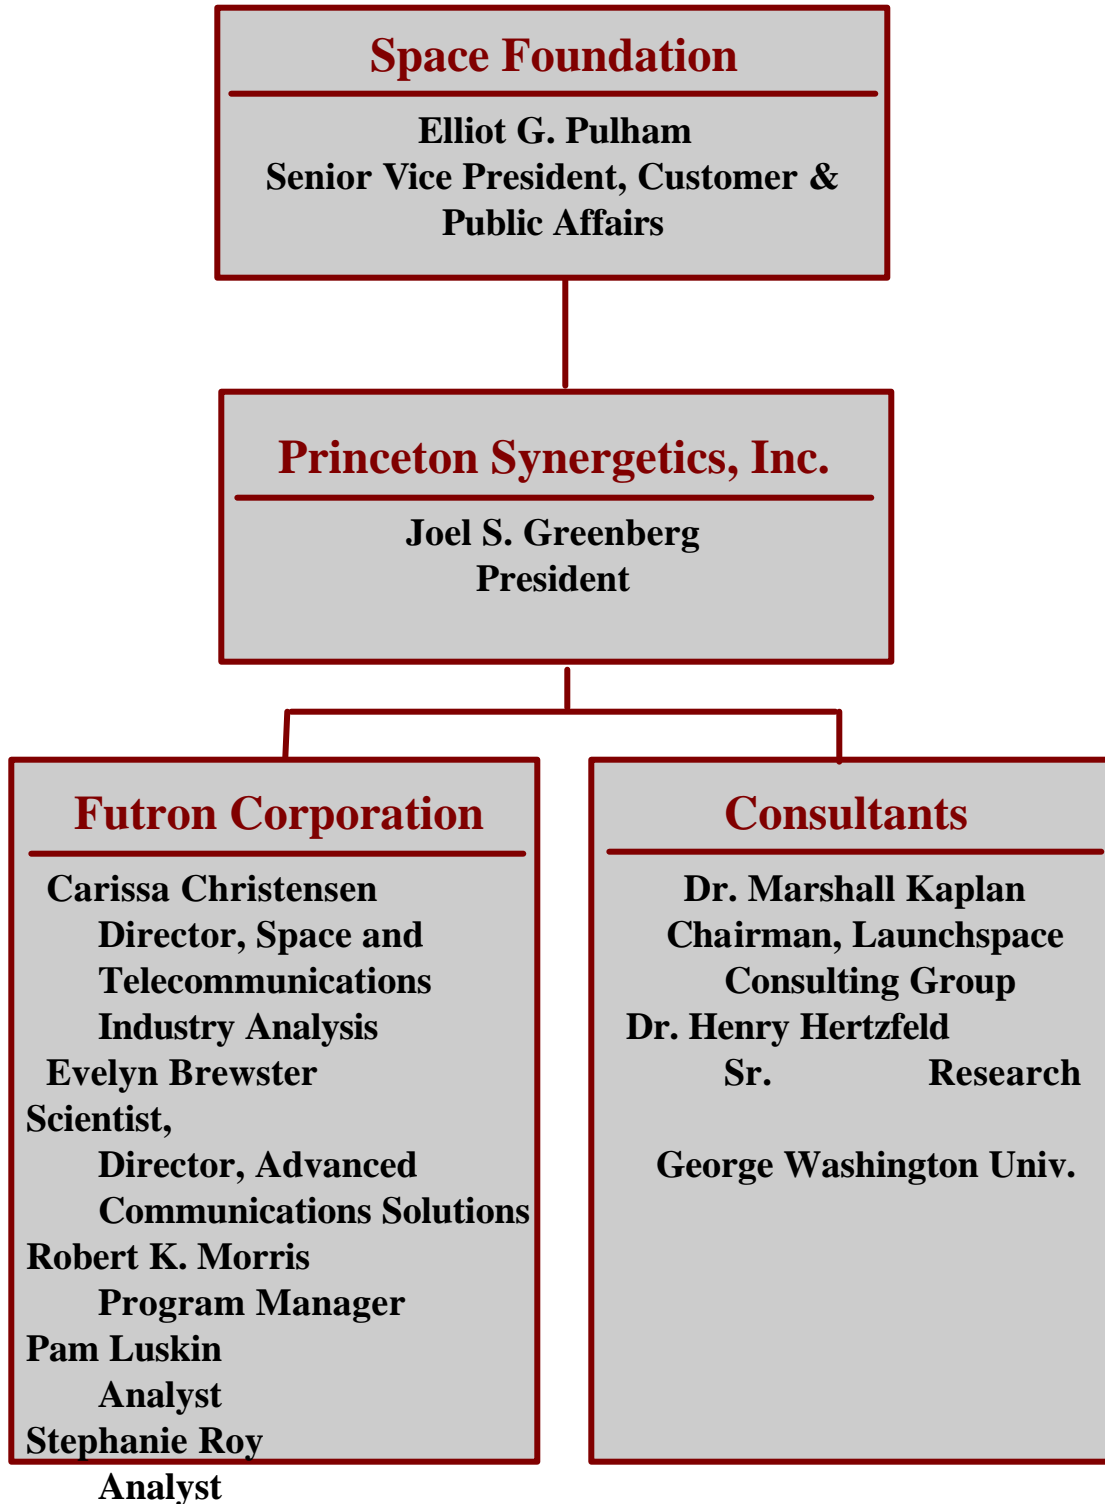 Space Foundation
Elliot G. Pulham
Senior Vice President, Customer &
Public Affairs
Princeton Synergetics, Inc.
Joel S. Greenberg
President
Futron Corporation
Carissa Christensen
Director, Space and
Telecommunications
Industry Analysis
Evelyn Brewster
Scientist,
Director, Advanced
Communications Solutions
Robert K. Morris
Program Manager
Pam Luskin
Analyst
Stephanie Roy
Analyst
Consultants
Dr. Marshall Kaplan
Chairman, Launchspace
Consulting Group
Dr. Henry Hertzfeld
Sr. Research
George Washington Univ.